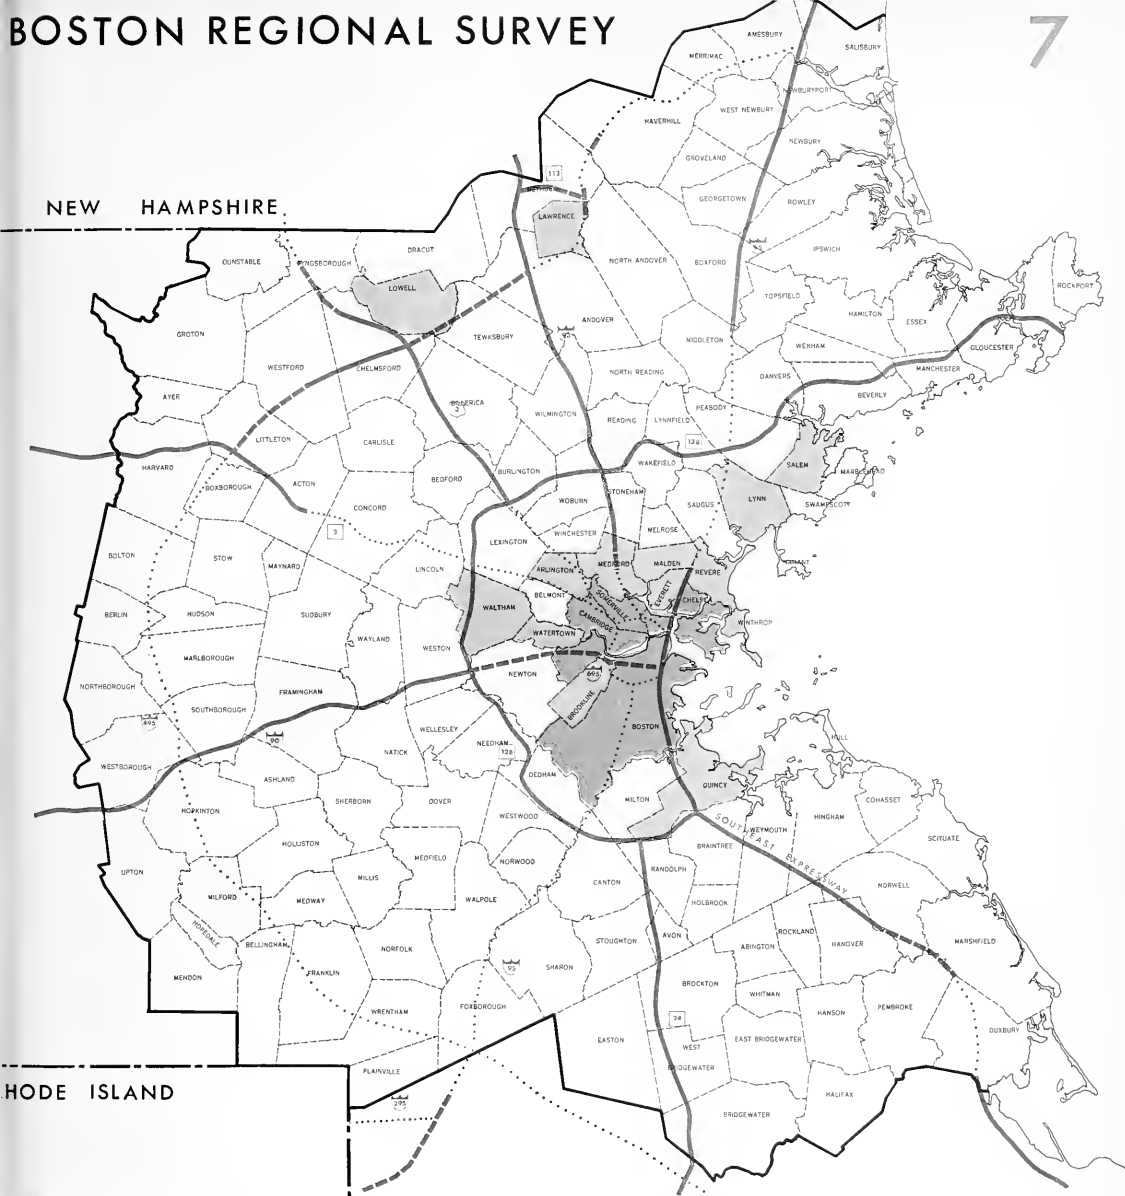 BOSTON REGIONAL SURVEY
7
AMESBURY
SALISBURY
MERRIMAC
NEWBURYPORT
WEST NEWBURY
HAVERHILL
NEWBURY
GROVELAND
113
METHUEN
GEORGETOWN
ROWLEY
NEW HAMPSHIRE
LAWRENCE
DRACUT
IPSWICH
DUNSTABLE
TYNGSBOROUGH
NORTH ANDOVER
BOXFORD
LOWELL
ROCKPORT
TOPSFIELD
HAMILTON
ESSEX
ANDOVER
GROTON
TEWKSBURY
93
MIDDLETON
WENHAM
GLOUCESTER
WESTFORD
CHELMSFORD
NORTH READING
DANVERS
MANCHESTER
AYER
BILLERICA
3
BEVERLY
WILMINGTON
READING
LYNNFIELD
PEABODY
LITTLETON
CARLISLE
128
HARVARD
BURLINGTON
WAKEFIELD
SALEM
MARBLEHEAD
BOXBOROUGH
ACTON
BEDFORD
STONEHAM
CONCORD
WOBURN
SAUGUS
LYNN
SWAMPSCOTT
2
LEXINGTON
WINCHESTER
MELROSE
BOLTON
STOW
MAYNARD
LINCOLN
ARLINGTON
MEDFORD
MALDEN
REVERE
NAHANT
BERLIN
HUDSON
SUDBURY
WALTHAM
BELMONT
SOMERVILLE
EVERETT
CHELSEA
CAMBRIDGE
WINTHROP
WAYLAND
WESTON
WATERTOWN
MARLBOROUGH
NEWTON
695
NORTHBOROUGH
FRAMINGHAM
BROOKLINE
SOUTHBOROUGH
495
90
WELLESLEY
BOSTON
NATICK
NEEDHAM
128
HULL
WESTBOROUGH
ASHLAND
DEDHAM
QUINCY
SHERBORN
DOVER
MILTON
COHASSET
HOPKINTON
WESTWOOD
SOUTHEAST EXPRESSWAY
WEYMOUTH
HINGHAM
SCITUATE
HOLLISTON
BRAINTREE
MEDFIELD
NORWOOD
UPTON
MILLIS
RANDOLPH
CANTON
NORWELL
MILFORD
MEDWAY
WALPOLE
HOLBROOK
HOPEDALE
BELLINGHAM
NORFOLK
STOUGHTON
AVON
ROCKLAND
ABINGTON
HANOVER
MARSHFIELD
MENDON
FRANKLIN
95
SHARON
BROCKTON
WHITMAN
WRENTHAM
FOXBOROUGH
PEMBROKE
HANSON
24
EASTON
EAST BRIDGEWATER
DUXBURY
WEST
BRIDGEWATER
PLAINVILLE
HODE ISLAND
295
HALIFAX
BRIDGEWATER